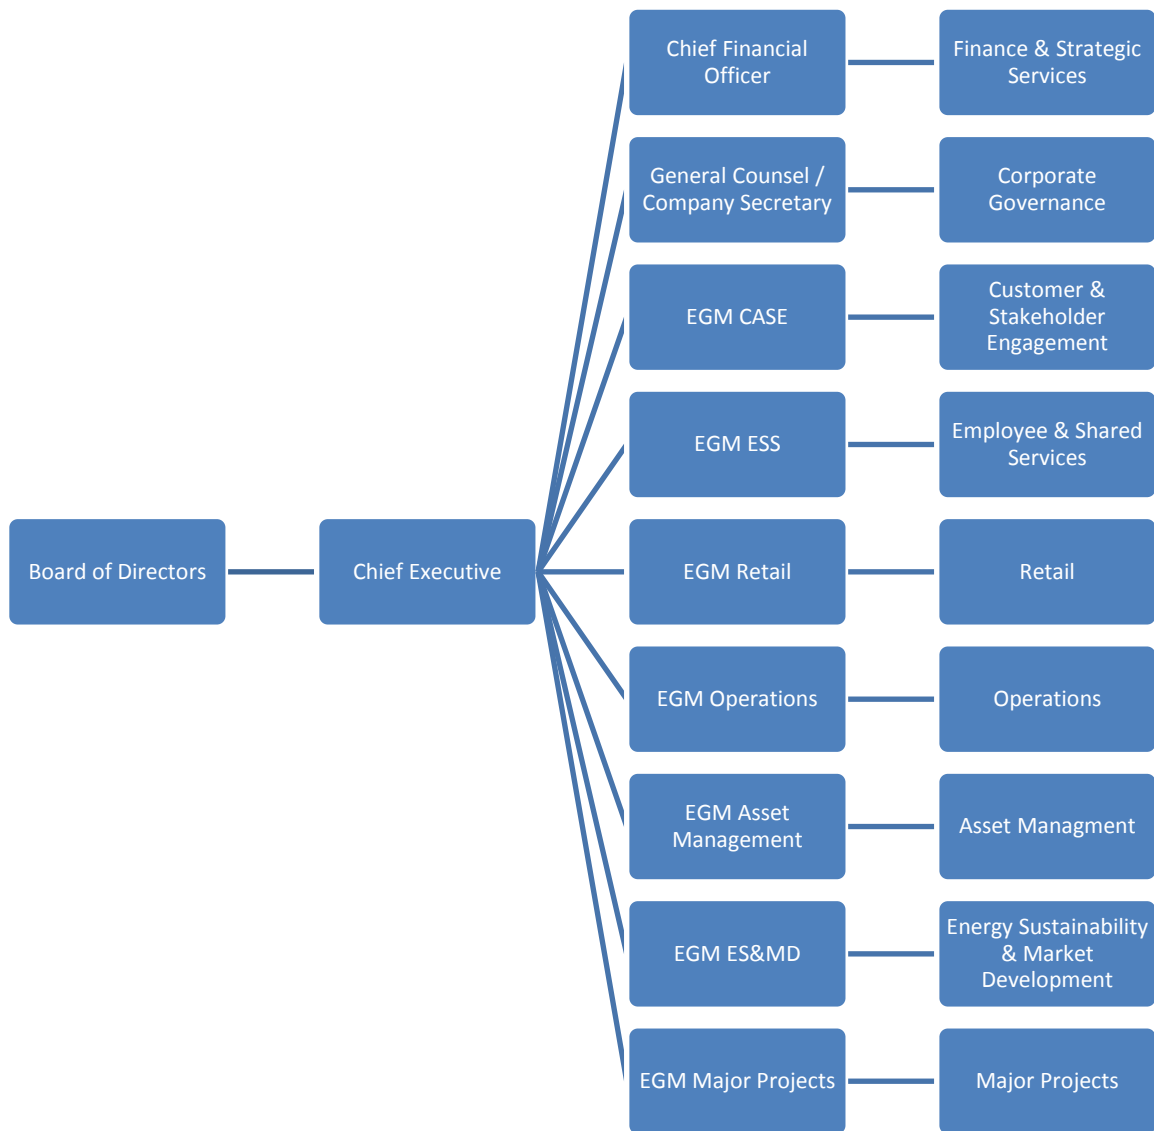 Chief Financial
Officer
Finance & Strategic
Services
General Counsel /
Company Secretary
Corporate
Governance
EGM CASE
Customer &
Stakeholder
Engagement
EGM ESS
Employee & Shared
Services
Board of Directors
Chief Executive
EGM Retail
Retail
EGM Operations
Operations
EGM Asset
Management
Asset Managment
EGM ES&MD
Energy Sustainability
& Market
Development
EGM Major Projects
Major Projects